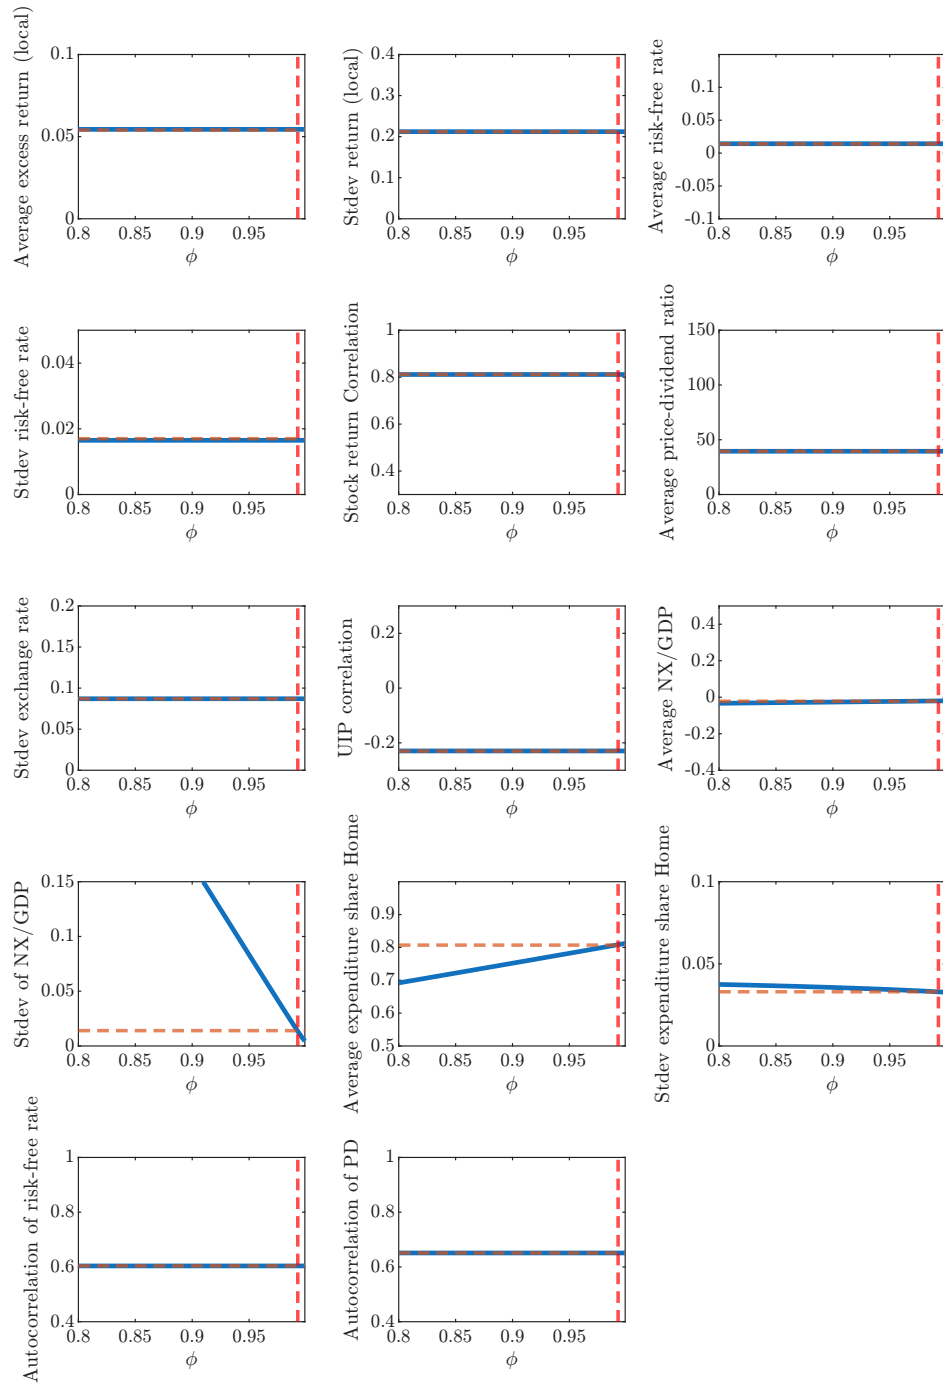 Average excess return (local)
0.1
0.05
0
0.8 0.85 0.9 0.95
ϕ
Stdev return (local)
0.4
0.3
0.2
0.1
0
0.8 0.85 0.9 0.95
ϕ
Average risk-free rate
0.1
0.05
0
-0.05
-0.1
0.8 0.85 0.9 0.95
ϕ
Stdev risk-free rate
0.04
0.02
0
0.8 0.85 0.9 0.95
ϕ
Stock return Correlation
1
0.8
0.6
0.4
0.8 0.85 0.9 0.95
ϕ
Average price-dividend ratio
150
100
50
0
0.8 0.85 0.9 0.95
ϕ
Stdev exchange rate
0.2
0.15
0.1
0.05
0
0.8 0.85 0.9 0.95
ϕ
UIP correlation
0.2
0
-0.2
0.8 0.85 0.9 0.95
ϕ
Average NX/GDP
0.4
0.2
0
-0.2
-0.4
0.8 0.85 0.9 0.95
ϕ
Stdev of NX/GDP
0.15
0.1
0.05
0
0.8 0.85 0.9 0.95
ϕ
Average expenditure share Home
0.9
0.8
0.7
0.6
0.5
0.8 0.85 0.9 0.95
ϕ
Stdev expenditure share Home
0.1
0.05
0
0.8 0.85 0.9 0.95
ϕ
Autocorrelation of risk-free rate
1
0.8
0.6
0.4
0.8 0.85 0.9 0.95
ϕ
Autocorrelation of PD
1
0.8
0.6
0.4
0.8 0.85 0.9 0.95
ϕ